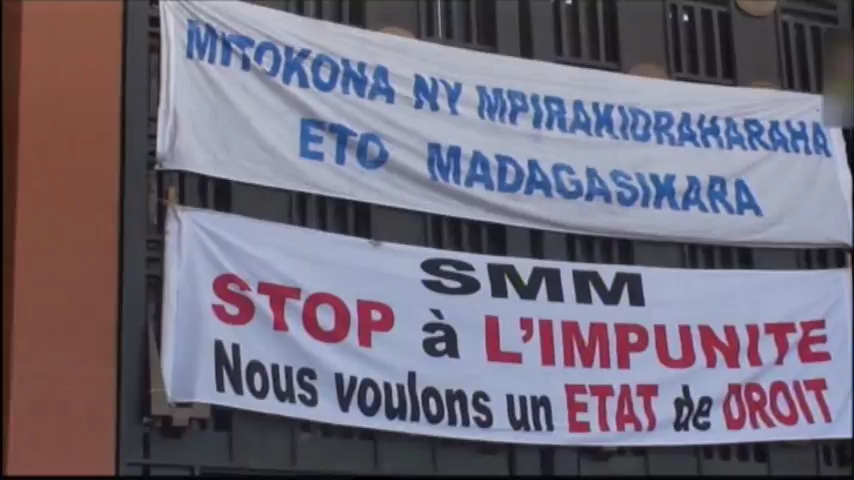 MITOKONA NY MPIRAKIDRAHARAHA
ETO MADAGASIKARA
SMM
STOP à L'IMPUNITE
Nous voulons un ETAT de DROIT